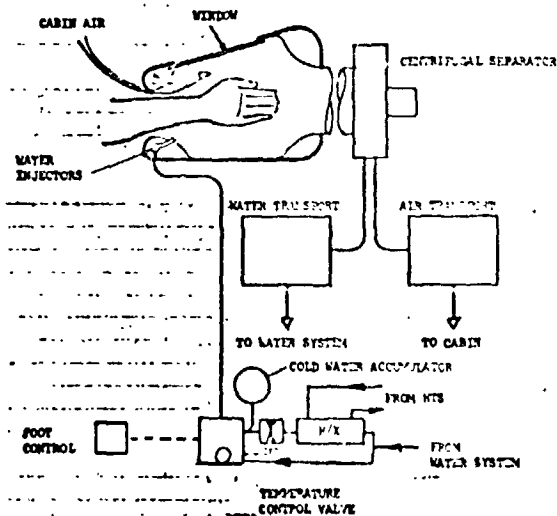 CABIN AIR
WINDOW
CENTRIFUGAL SEPARATOR
WATER
INJECTORS
WATER TRANSPORT
AIR TRANSPORT
TO WATER SYSTEM
TO CABIN
COLD WATER ACCUMULATOR
FROM HTS
H/X
FOOT
CONTROL
FROM
WATER SYSTEM
TEMPERATURE
CONTROL VALVE